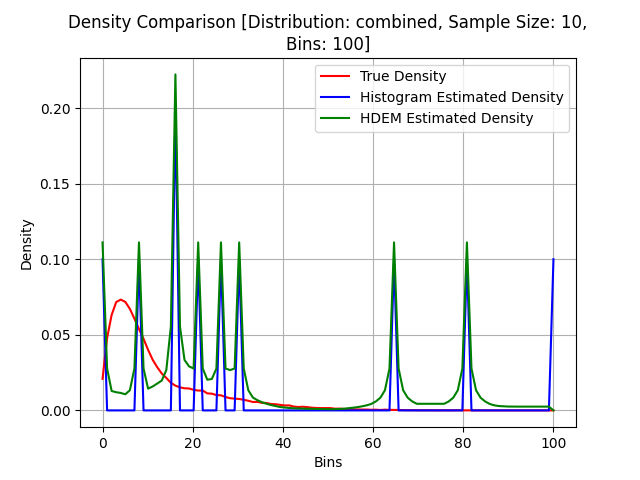 Density Comparison [Distribution: combined, Sample Size: 10,
Bins: 100]
True Density
Histogram Estimated Density
HDEM Estimated Density
Density
0.20
0.15
0.10
0.05
0.00
0 20 40 60 80 100
Bins